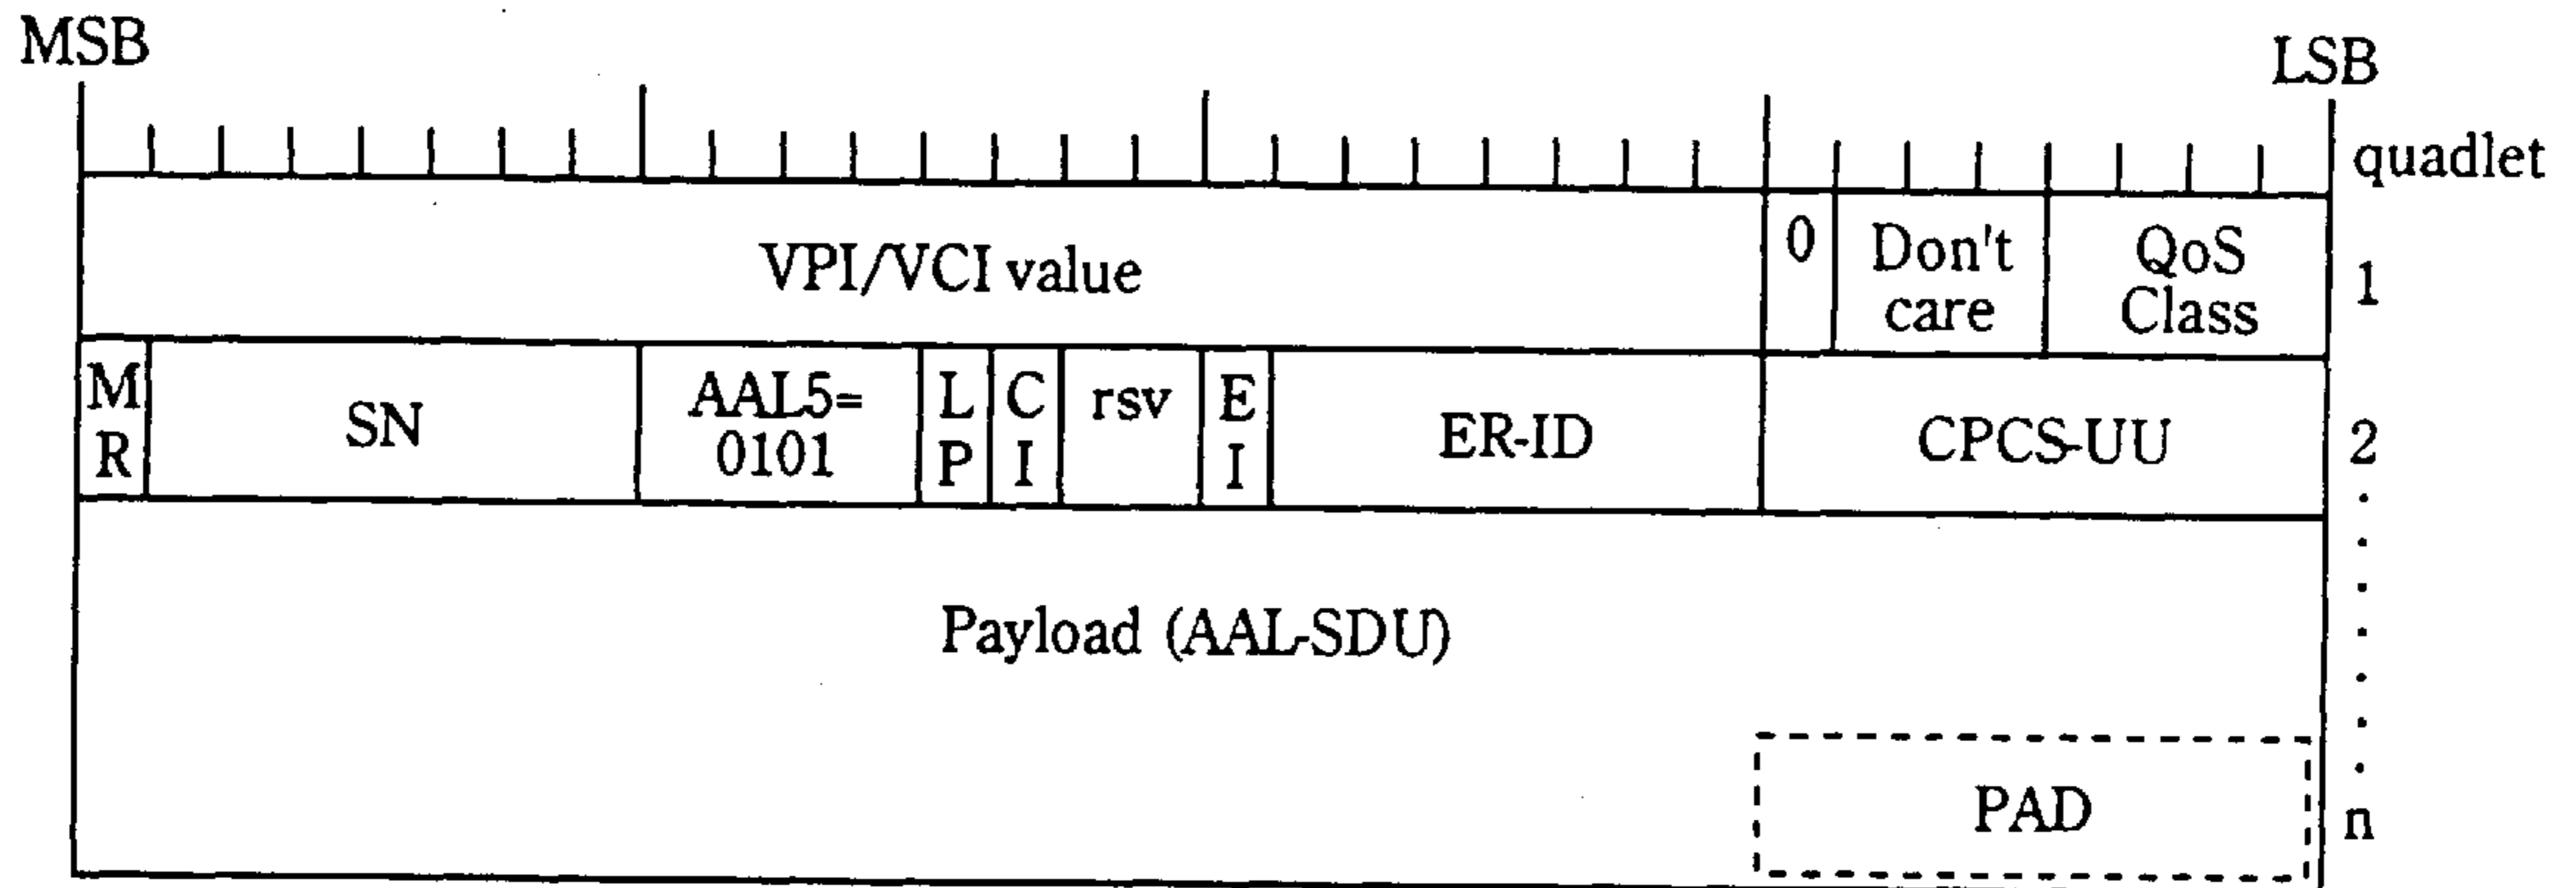 MSB
LSB
quadlet
VPI/VCI value
0
Don't
care
QoS
Class
1
M
R
SN
AAL5=
0101
L
P
C
I
rsv
E
I
ER-ID
CPCS-UU
2
Payload (AAL-SDU)
PAD
n